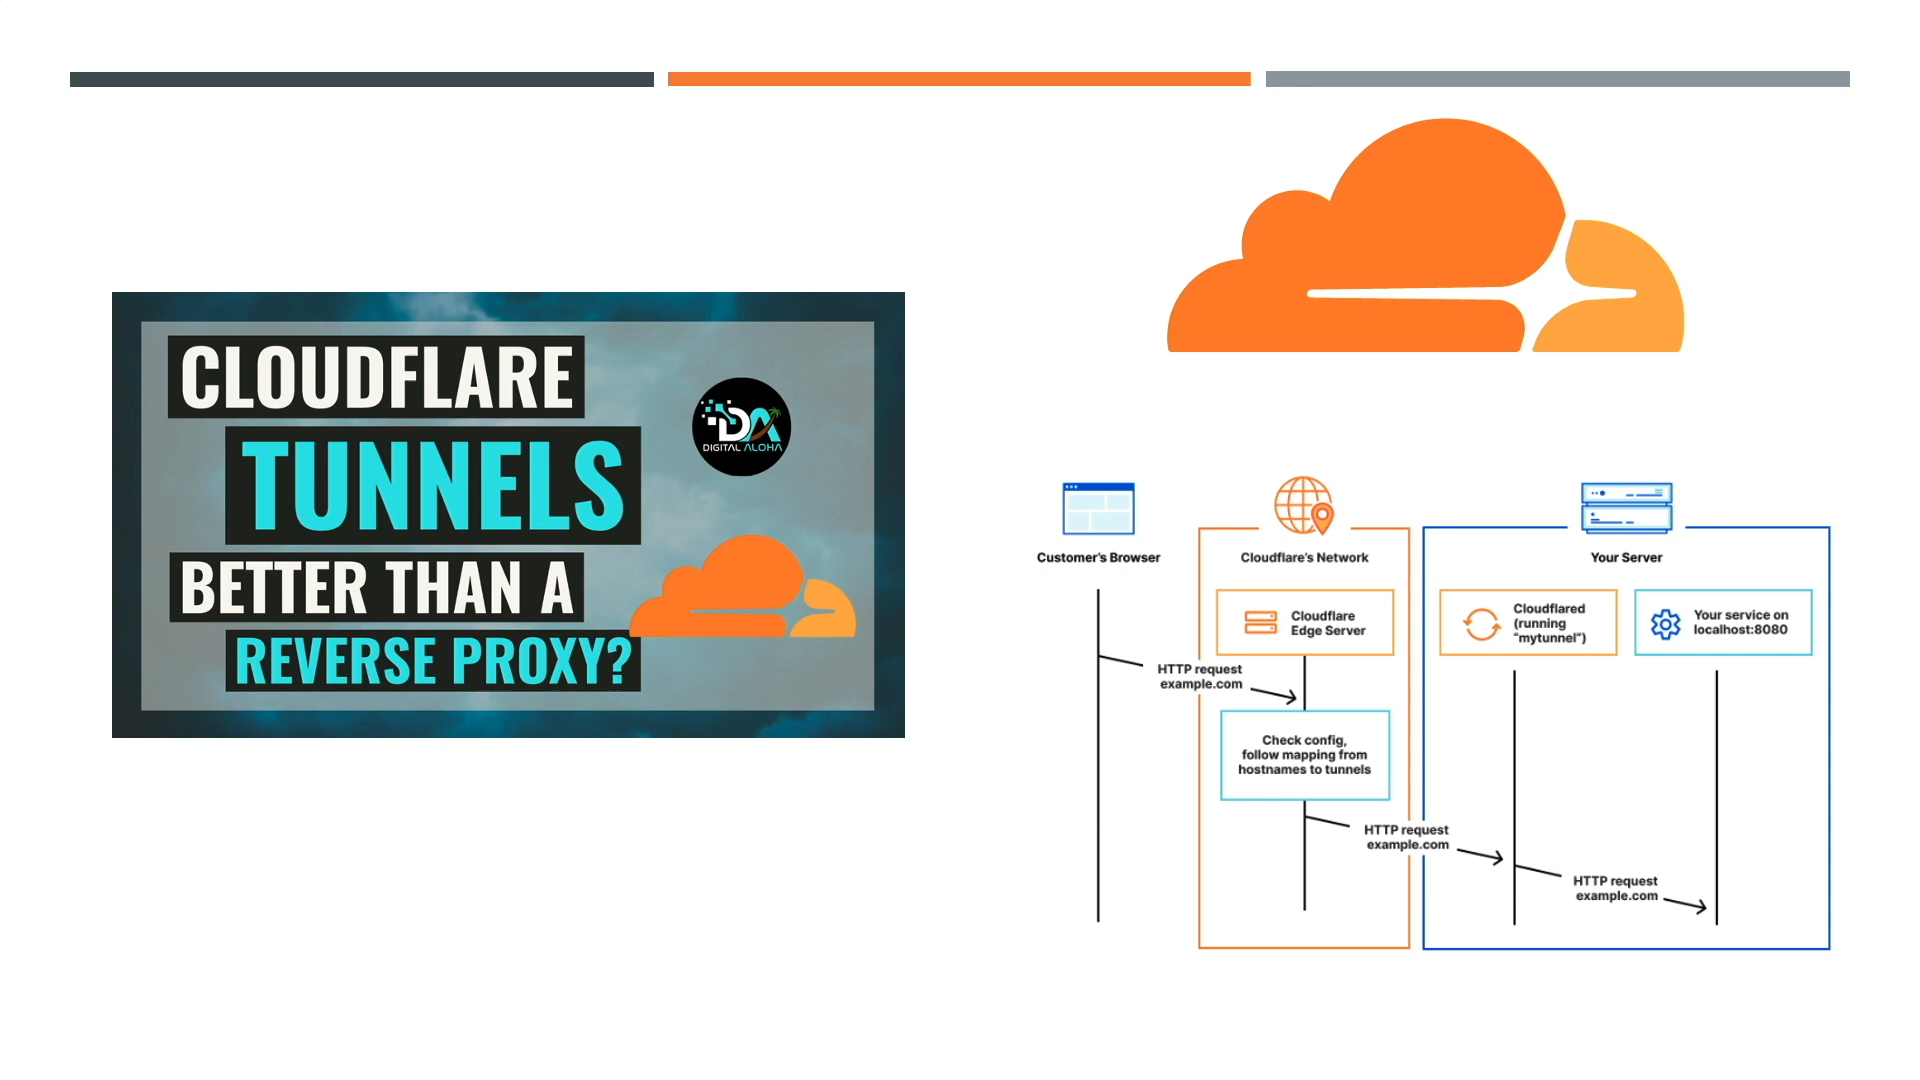 CLOUDFLARE
TUNNELS
BETTER THAN A
REVERSE PROXY?
DA
DIGITAL ALOHA
Customer's Browser
Cloudflare's Network
Your Server
Cloudflare
Edge Server
Cloudflared
(running
“mytunnel”)
Your service on
localhost:8080
HTTP request
example.com
Check config,
follow mapping from
hostnames to tunnels
HTTP request
example.com
HTTP request
example.com